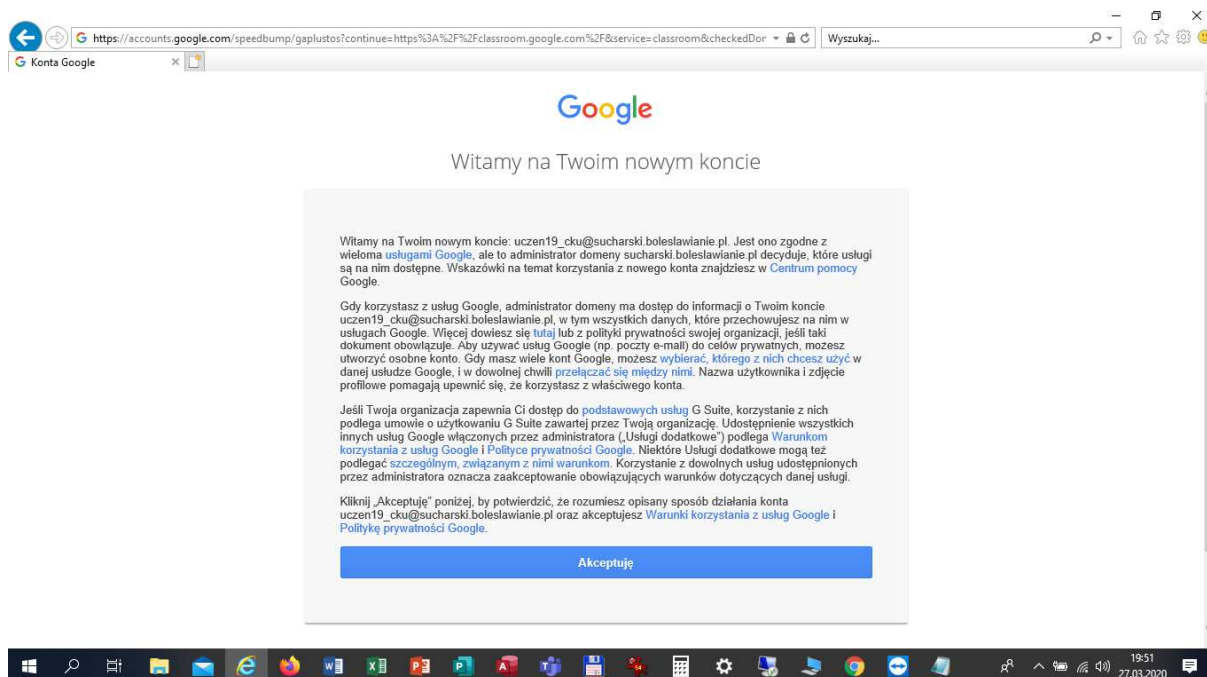 https://accounts.google.com/speedbump/gaplustos?continue=https%3A%2F%2Fclassroom.google.com%2F&service=classroom&checkedDor
Wyszukaj...
Konta Google
Google
Witamy na Twoim nowym koncie
Witamy na Twoim nowym koncie: uczen19_cku@sucharski.boleslawianie.pl. Jest ono zgodne z
wieloma usługami Google, ale to administrator domeny sucharski.boleslawianie.pl decyduje, które usługi
są na nim dostępne. Wskazówki na temat korzystania z nowego konta znajdziesz w Centrum pomocy
Google.
Gdy korzystasz z usług Google, administrator domeny ma dostęp do informacji o Twoim koncie
uczen19_cku@sucharski.boleslawianie.pl, w tym wszystkich danych, które przechowujesz na nim w
usługach Google. Więcej dowiesz się tutaj lub z polityki prywatności swojej organizacji, jeśli taki
dokument obowiązuje. Aby używać usług Google (np. poczty e-mail) do celów prywatnych, możesz
utworzyć osobne konto. Gdy masz wiele kont Google, możesz wybierać, którego z nich chcesz użyć w
danej usłudze Google, i w dowolnej chwili przełączać się między nimi. Nazwa użytkownika i zdjęcie
profilowe pomagają upewnić się, że korzystasz z właściwego konta.
Jeśli Twoja organizacja zapewnia Ci dostęp do podstawowych usług G Suite, korzystanie z nich
podlega umowie o użytkowaniu G Suite zawartej przez Twoją organizację. Udostępnienie wszystkich
innych usług Google włączonych przez administratora („Usługi dodatkowe”) podlega Warunkom
korzystania z usług Google i Polityce prywatności Google. Niektóre Usługi dodatkowe mogą też
podlegać szczególnym, związanym z nimi warunkom. Korzystanie z dowolnych usług udostępnionych
przez administratora oznacza zaakceptowanie obowiązujących warunków dotyczących danej usługi.
Kliknij „Akceptuję” poniżej, by potwierdzić, że rozumiesz opisany sposób działania konta
uczen19_cku@sucharski.boleslawianie.pl oraz akceptujesz Warunki korzystania z usług Google i
Politykę prywatności Google.
Akceptuję
19:51
27.03.2020